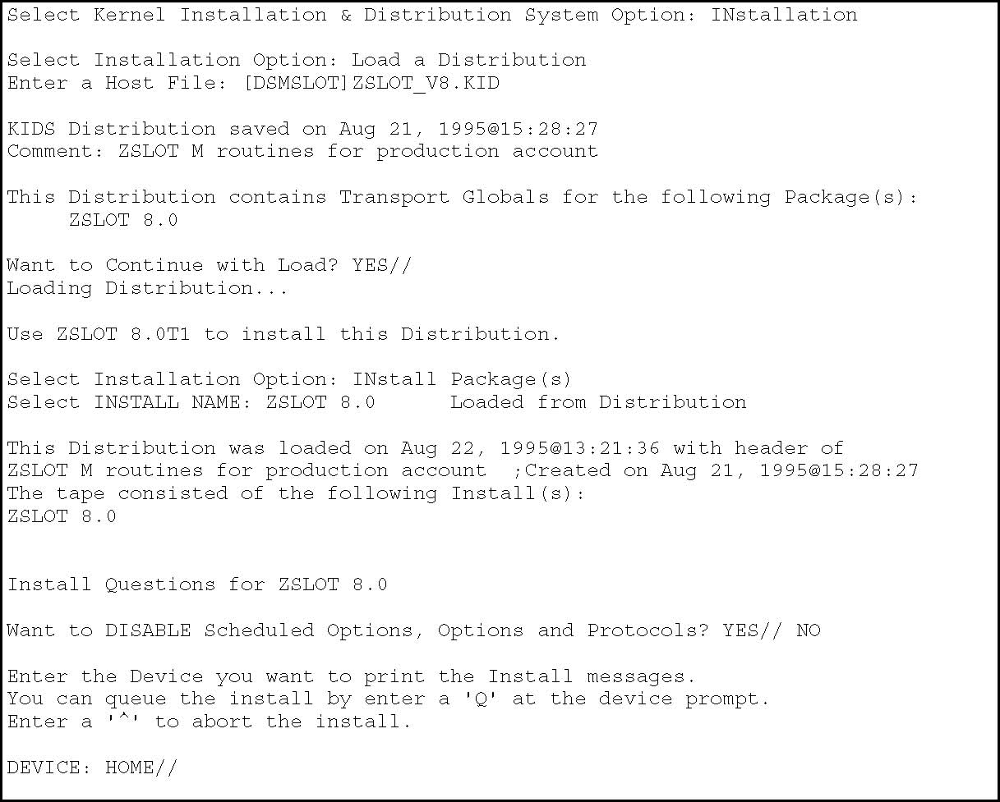 Select Kernel Installation & Distribution System Option: INstallation
Select Installation Option: Load a Distribution
Enter a Host File: [DSMSLOT]ZSLOT_V8.KID
KIDS Distribution saved on Aug 21, 1995@15:28:27
Comment: ZSLOT M routines for production account
This Distribution contains Transport Globals for the following Package(s):
ZSLOT 8.0
Want to Continue with Load? YES//
Loading Distribution...
Use ZSLOT 8.0T1 to install this Distribution.
Select Installation Option: INstall Package(s)
Select INSTALL NAME: ZSLOT 8.0      Loaded from Distribution
This Distribution was loaded on Aug 22, 1995@13:21:36 with header of
ZSLOT M routines for production account  ;Created on Aug 21, 1995@15:28:27
The tape consisted of the following Install(s):
ZSLOT 8.0
Install Questions for ZSLOT 8.0
Want to DISABLE Scheduled Options, Options and Protocols? YES// NO
Enter the Device you want to print the Install messages.
You can queue the install by enter a 'Q' at the device prompt.
Enter a '^' to abort the install.
DEVICE: HOME//